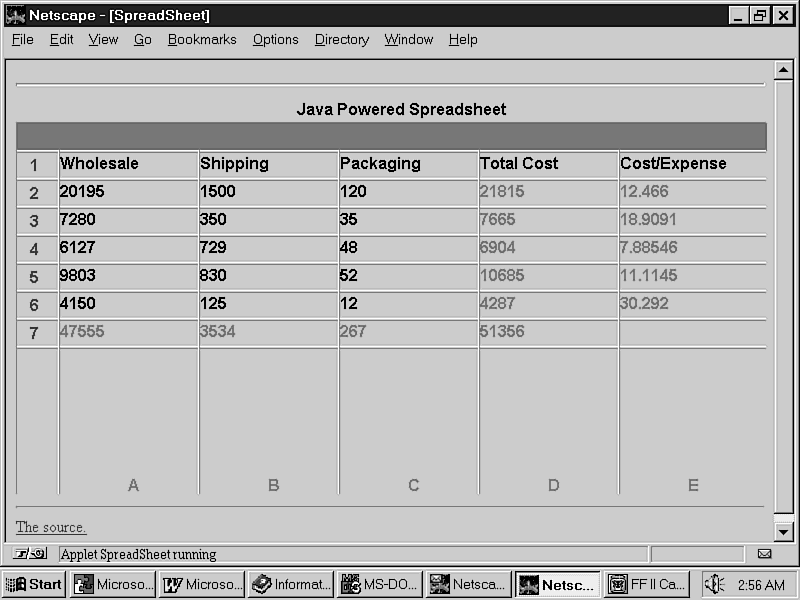 Netscape - [SpreadSheet]
File Edit View Go Bookmarks Options Directory Window Help
Java Powered Spreadsheet
1 Wholesale Shipping Packaging Total Cost Cost/Expense
2 20195 1500 120 21815 12.466
3 7280 350 35 7665 18.9091
4 6127 729 48 6904 7.88546
5 9803 830 52 10685 11.1145
6 4150 125 12 4287 30.292
7 47555 3534 267 51356
A B C D E
The source.
Applet SpreadSheet running
Start Microso... Microso... Informat... MS-DO... Netsca... Netsc... FF II Ca... 2:56 AM